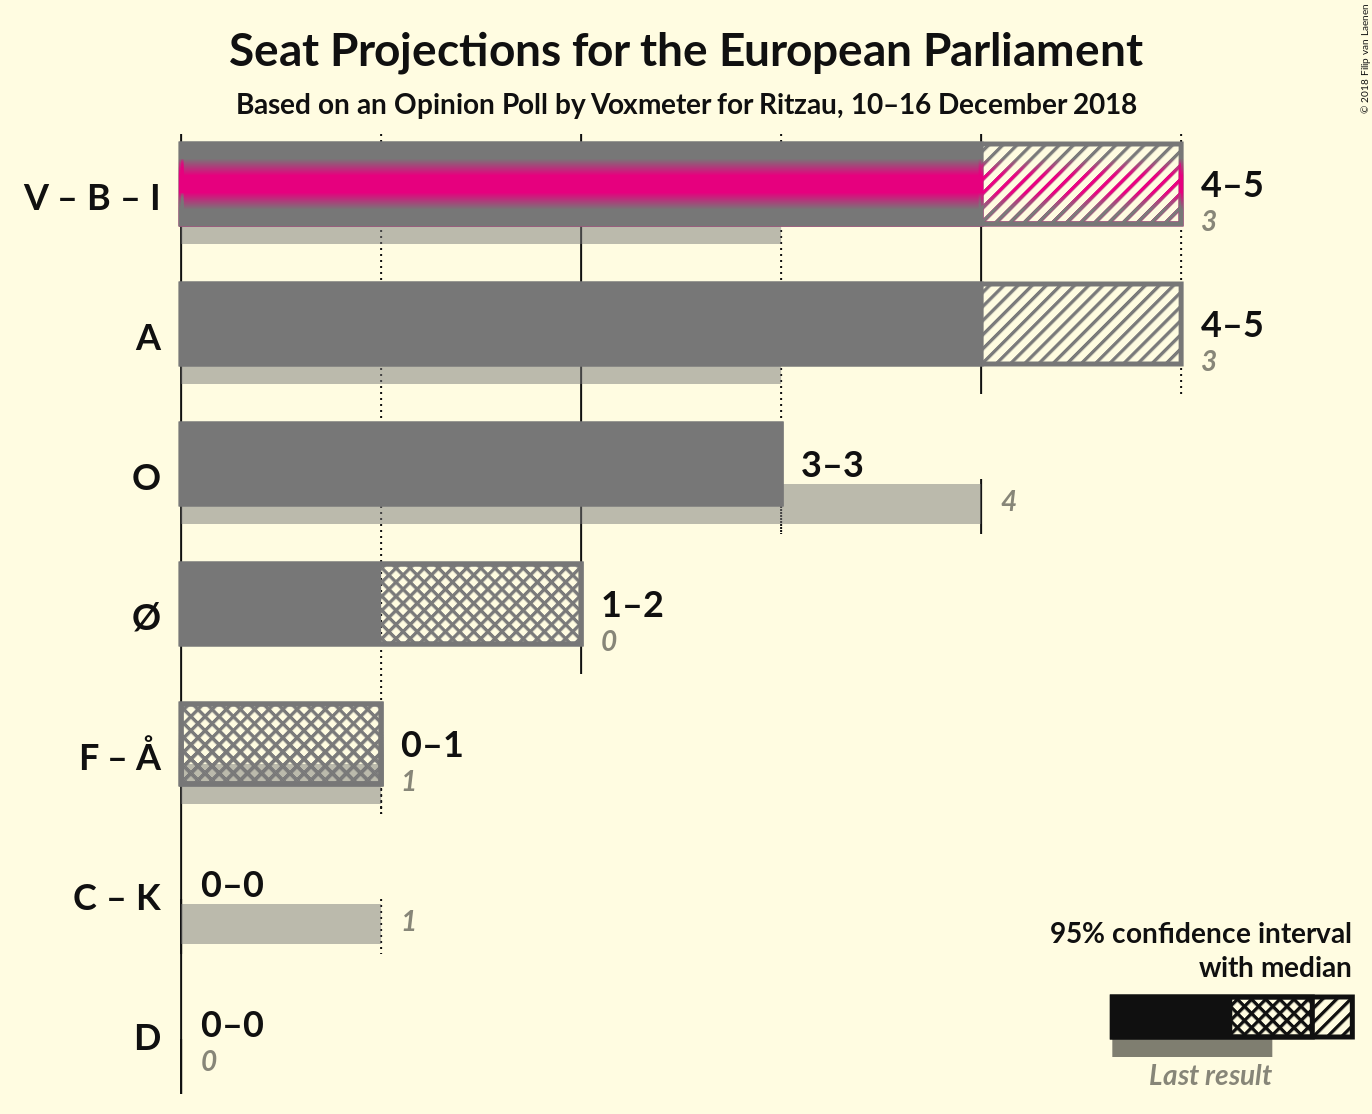 Seat Projections for the European Parliament
Based on an Opinion Poll by Voxmeter for Ritzau, 10–16 December 2018
© 2018 Filip van Laenen
V – B – I
4–5
3
A
4–5
3
O
3–3
4
Ø
1–2
0
F – Å
0–1
1
C – K
0–0
1
D
0–0
0
95% confidence interval
with median
Last result